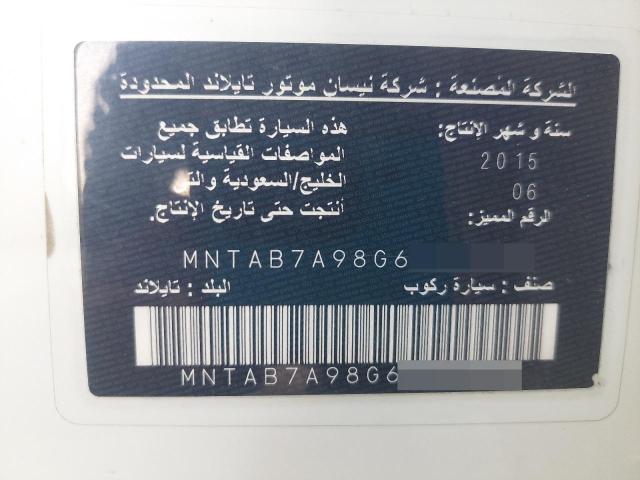 الشركة المصنعة : شركة نيسان موتور تايلاند المحدودة
سنة و شهر الإنتاج:
2015
06
الرقم المميز:
هذه السيارة تطابق جميع
المواصفات القياسية لسيارات
الخليج/السعودية
أنتجت حتى تاريخ الإنتاج.
MNTAB7A98G6
صنف : سيارة ركوب
البلد : تايلاند
MNTAB7A98G6